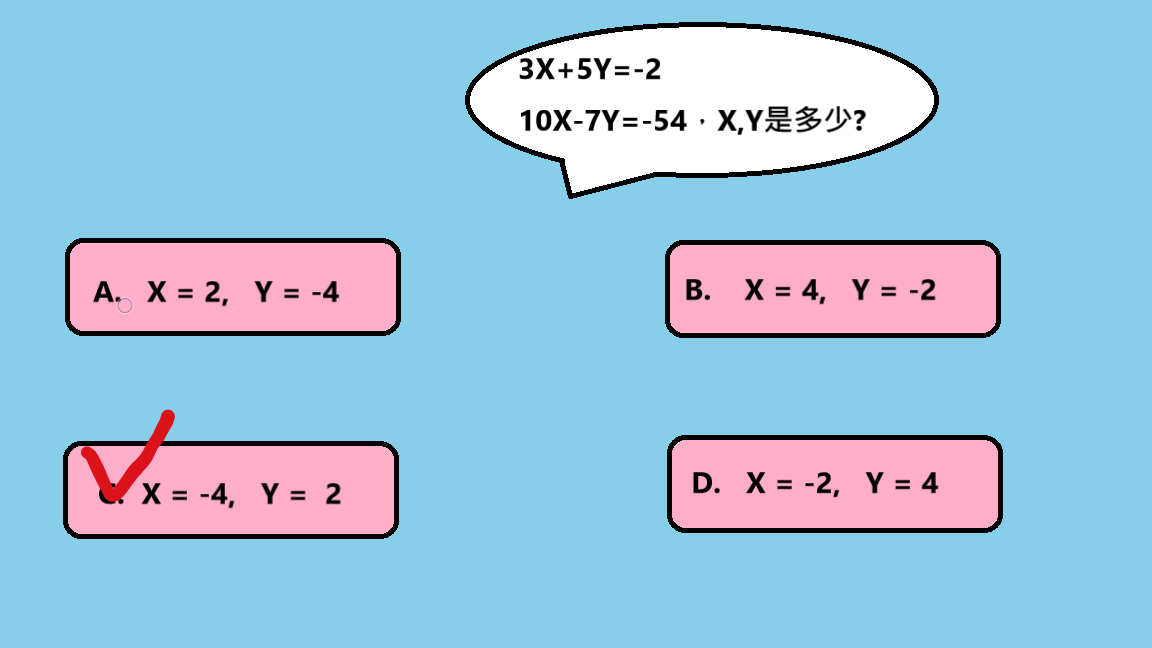 3X+5Y=-2
10X-7Y=-54，X,Y是多少?
A. X = 2, Y = -4
B. X = 4, Y = -2
C. X = -4, Y = 2
D. X = -2, Y = 4